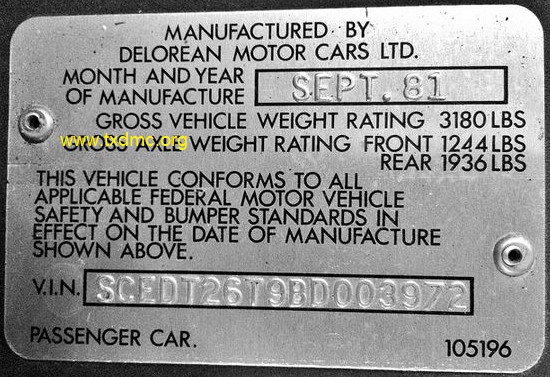 MANUFACTURED BY
DELOREAN MOTOR CARS LTD.
MONTH AND YEAR
OF MANUFACTURE SEPT. 81
GROSS VEHICLE WEIGHT RATING 3180 LBS
www.txdmc.org
GROSS AXLE WEIGHT RATING FRONT 1244 LBS
REAR 1936 LBS
THIS VEHICLE CONFORMS TO ALL
APPLICABLE FEDERAL MOTOR VEHICLE
SAFETY AND BUMPER STANDARDS IN
EFFECT ON THE DATE OF MANUFACTURE
SHOWN ABOVE.
V.I.N. SCEDT26T9BD003972
PASSENGER CAR. 105196